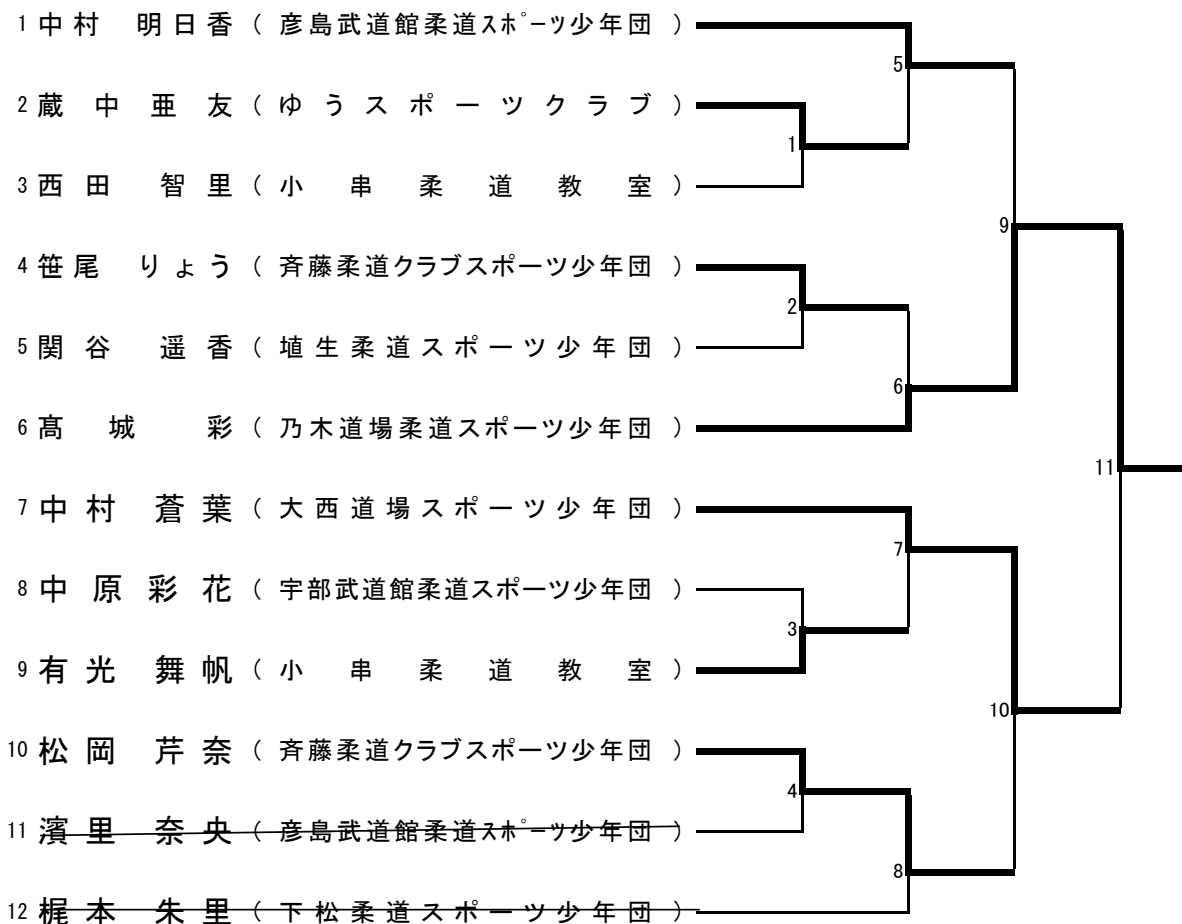 1 中村 明日香 ( 彦島武道館柔道スポーツ少年団 )
5
2 蔵中亜友 ( ゆうスポーツクラブ )
1
3 西田 智里 ( 小串柔道教室 )
9
4 笹尾 りょう ( 斉藤柔道クラブスポーツ少年団 )
2
5 関谷 遥香 ( 埴生柔道スポーツ少年団 )
6
6 髙城 彩 ( 乃木道場柔道スポーツ少年団 )
11
7 中村 蒼葉 ( 大西道場スポーツ少年団 )
7
8 中原彩花 ( 宇部武道館柔道スポーツ少年団 )
3
9 有光 舞帆 ( 小串柔道教室 )
10
10 松岡 芹奈 ( 斉藤柔道クラブスポーツ少年団 )
4
11 濱里 奈央 ( 彦島武道館柔道スポーツ少年団 )
8
12 梶本 朱里 ( 下松柔道スポーツ少年団 )